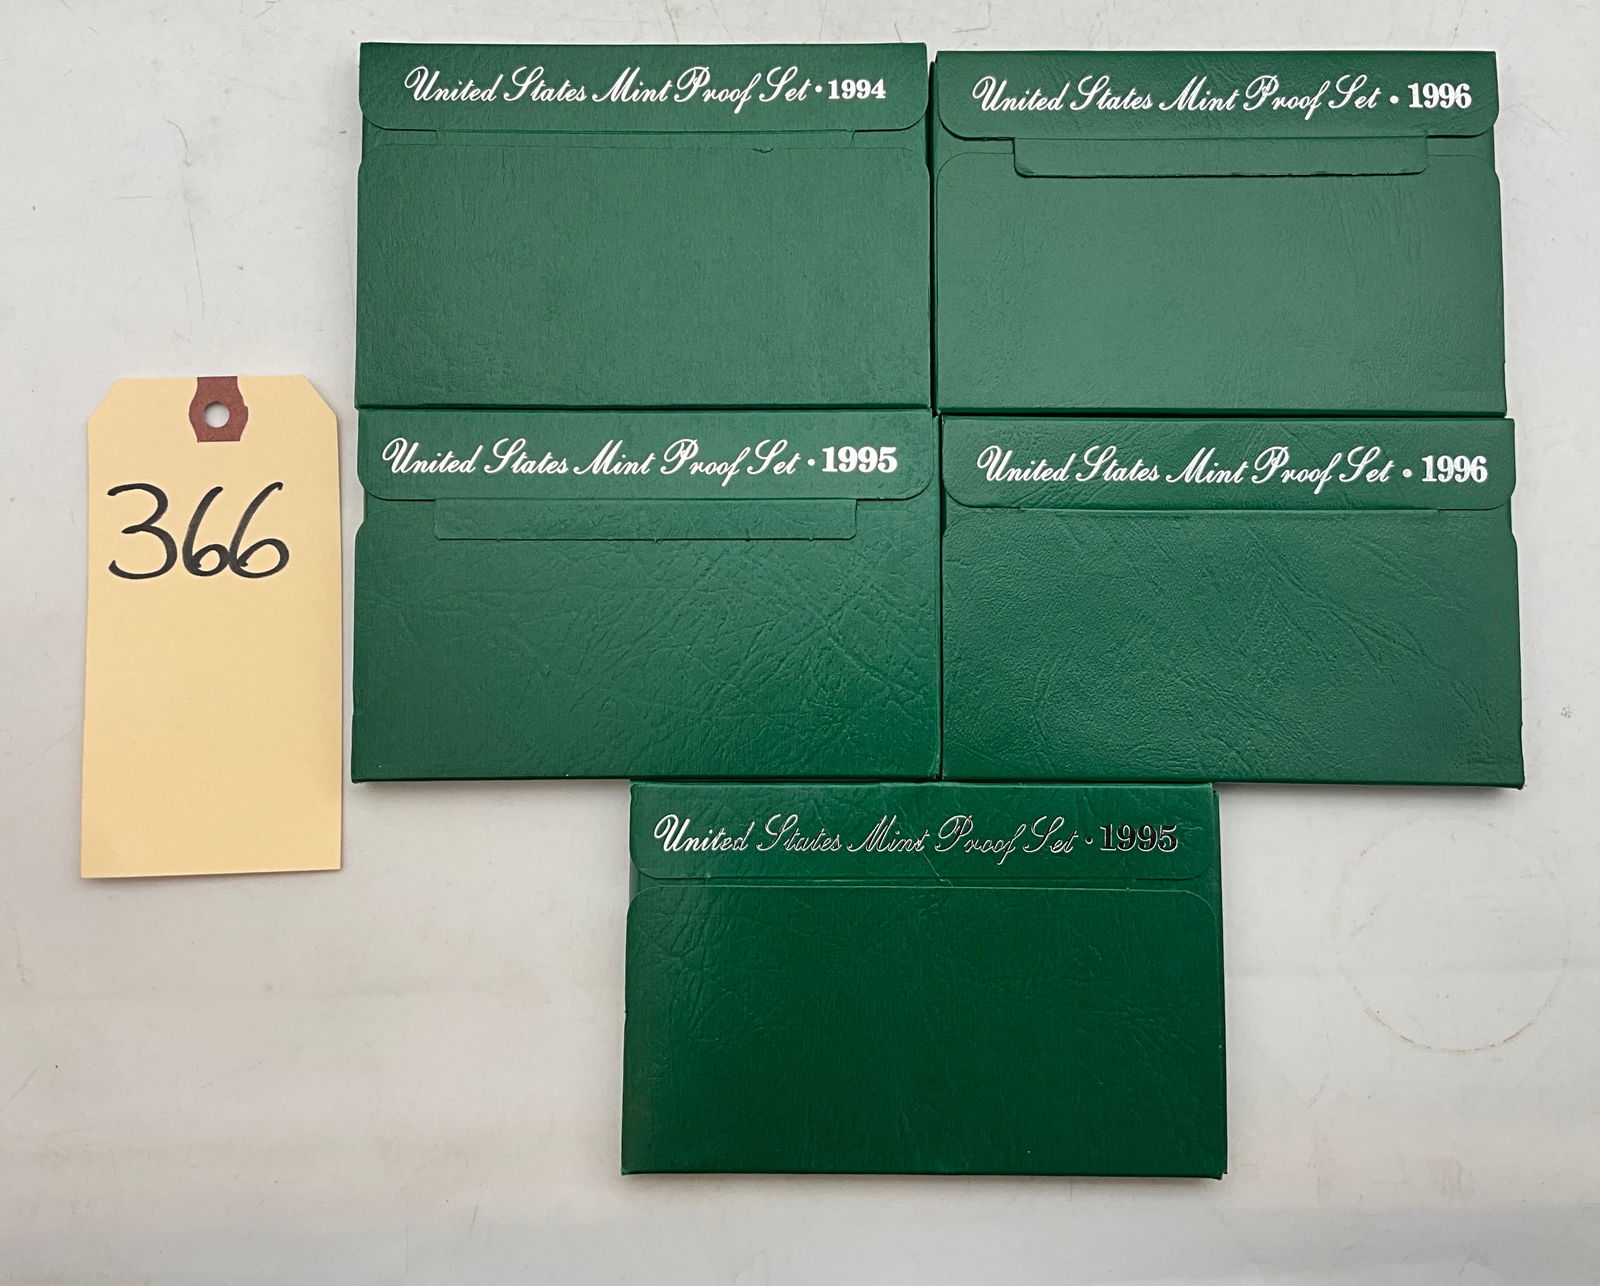 United States Mint Proof Set • 1994
United States Mint Proof Set • 1996
366
United States Mint Proof Set • 1995
United States Mint Proof Set • 1996
United States Mint Proof Set • 1995